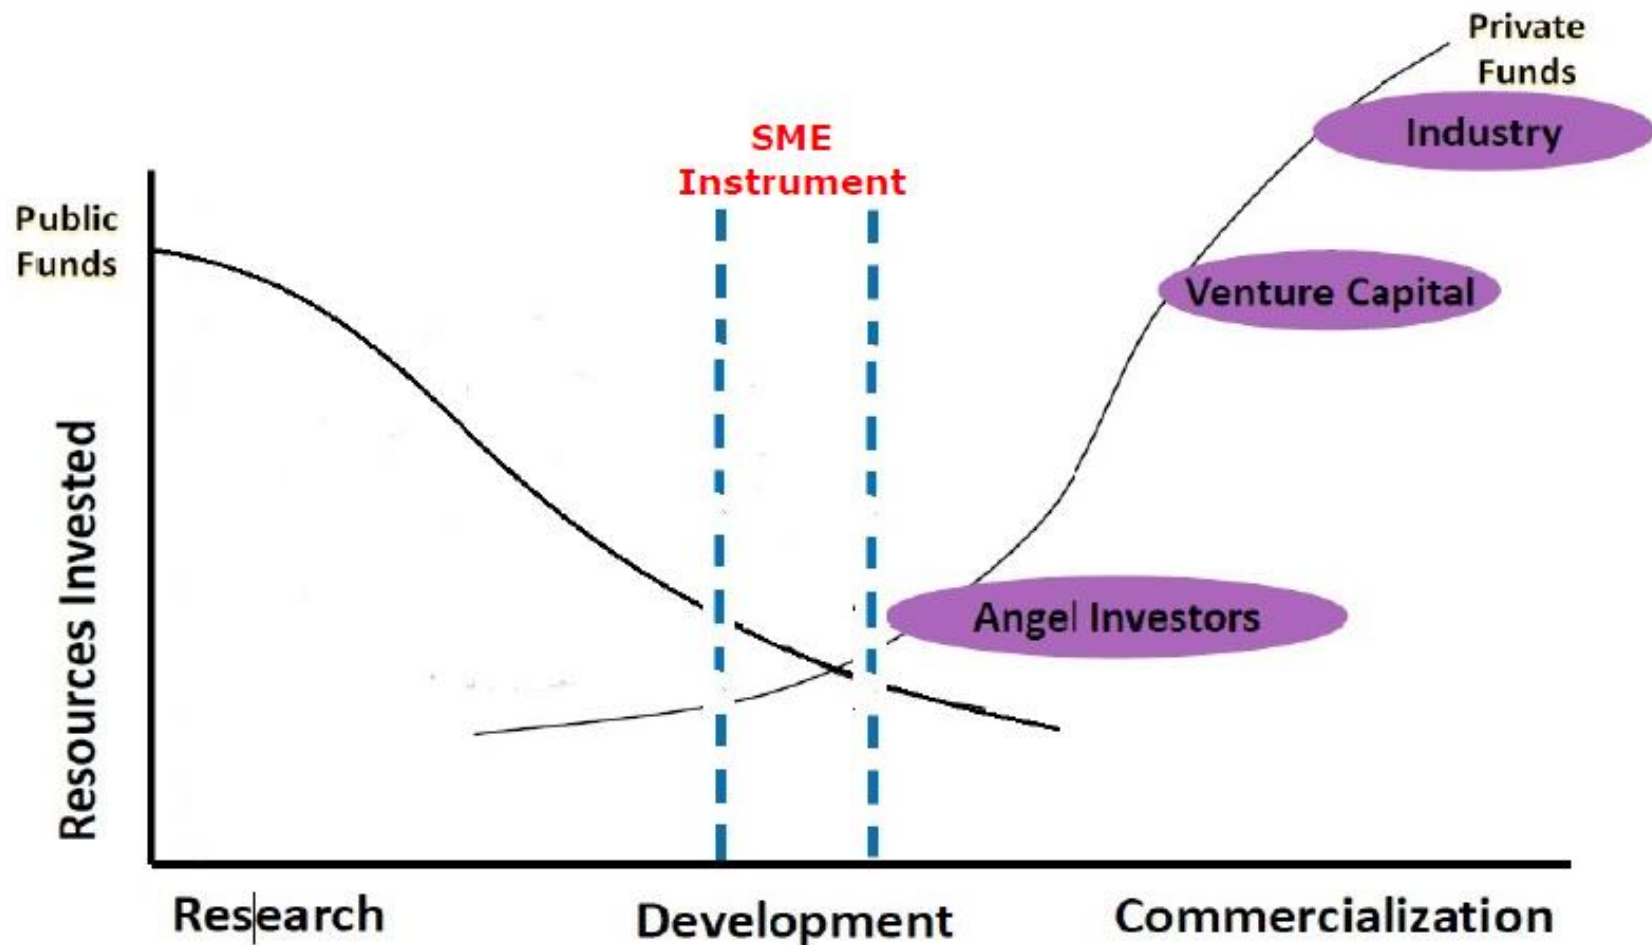 Private
Funds
Industry
SME
Instrument
Public
Funds
Venture Capital
Resources Invested
Angel Investors
Research
Development
Commercialization